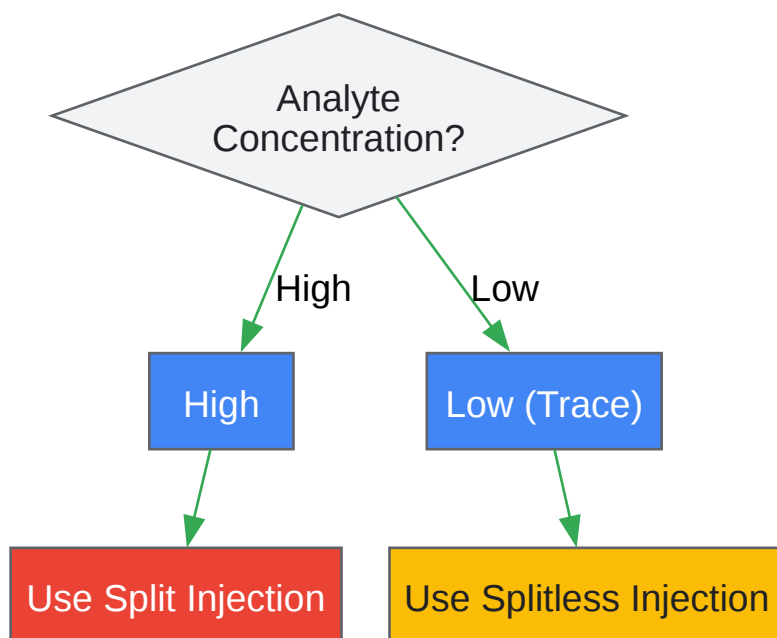 Analyte
Concentration?
High
Low
High
Low (Trace)
Use Split Injection
Use Splitless Injection